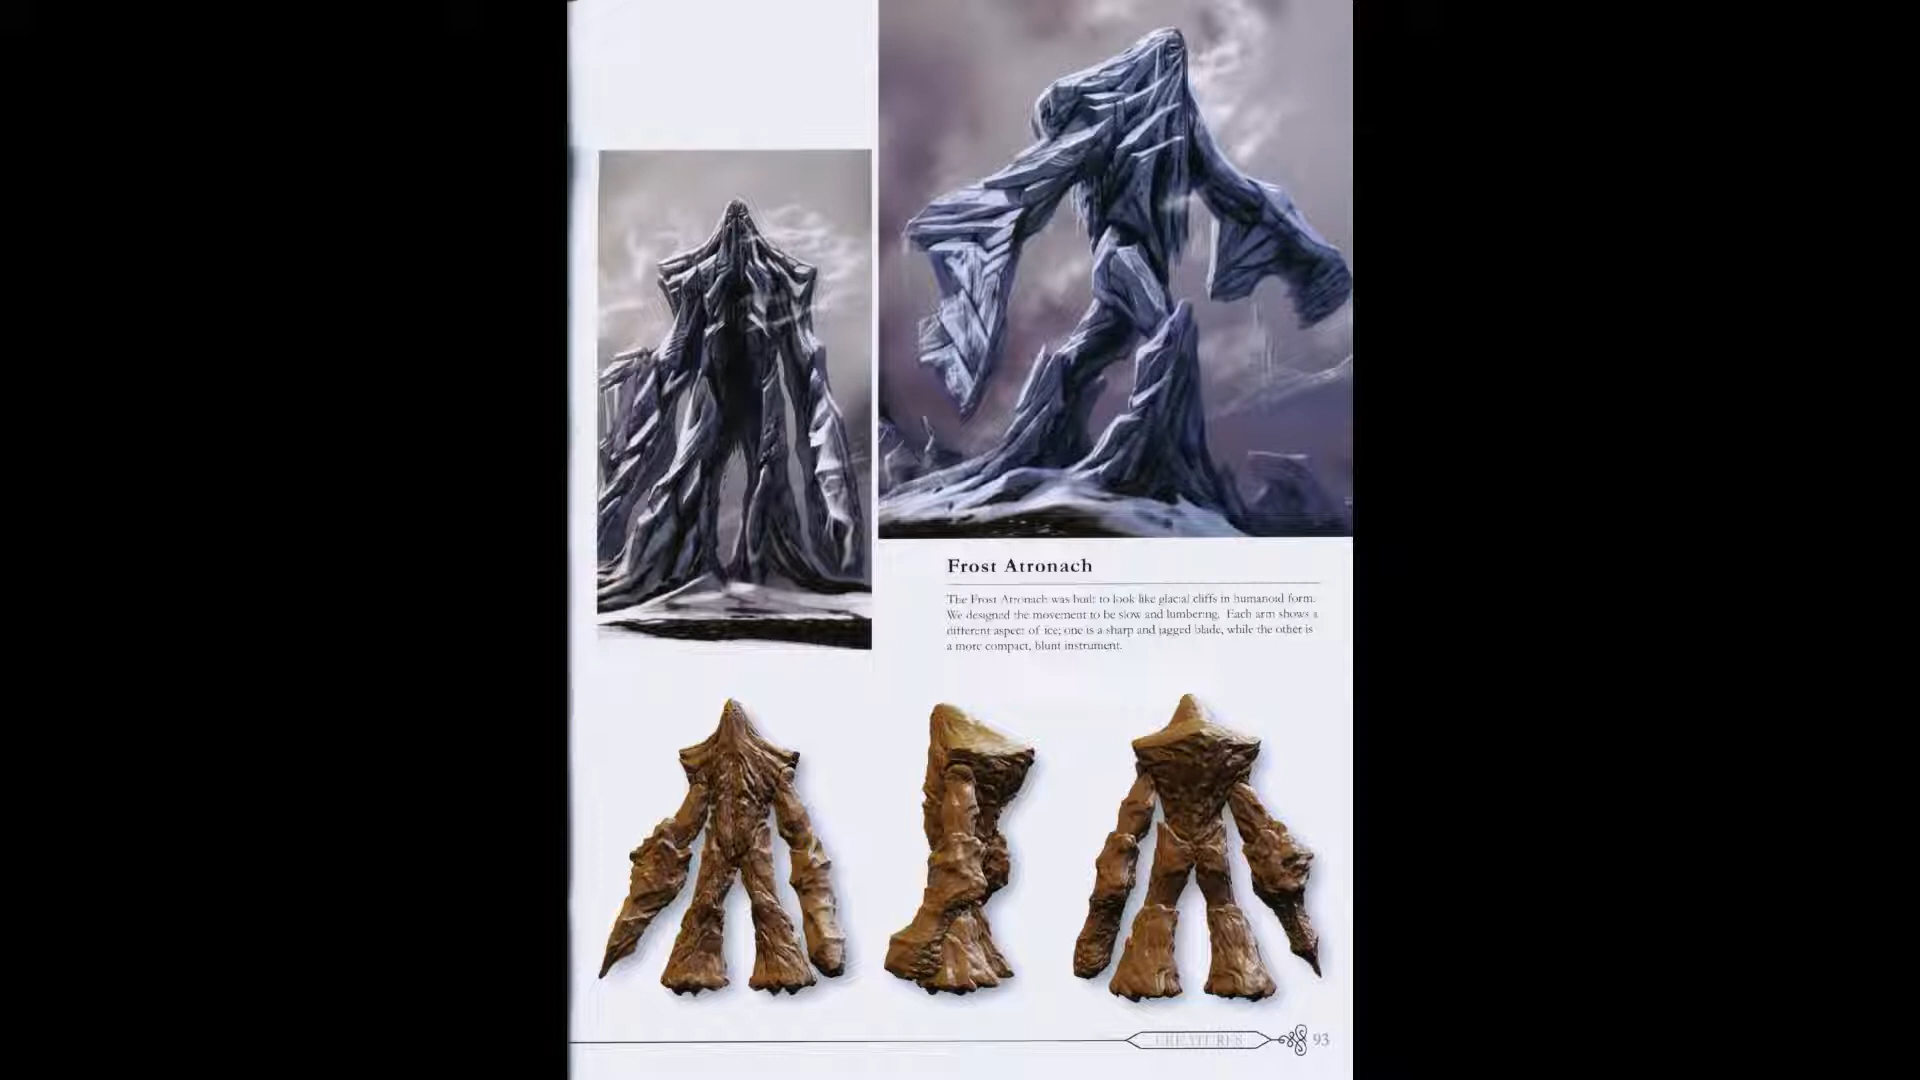 Frost Atronach
The Frost Atronach was built to look like glacial cliffs in humanoid form.
We designed the movement to be slow and lumbering. Each arm shows a
different aspect of ice; one is a sharp and jagged blade, while the other is
a more compact, blunt instrument.
CREATURES
93